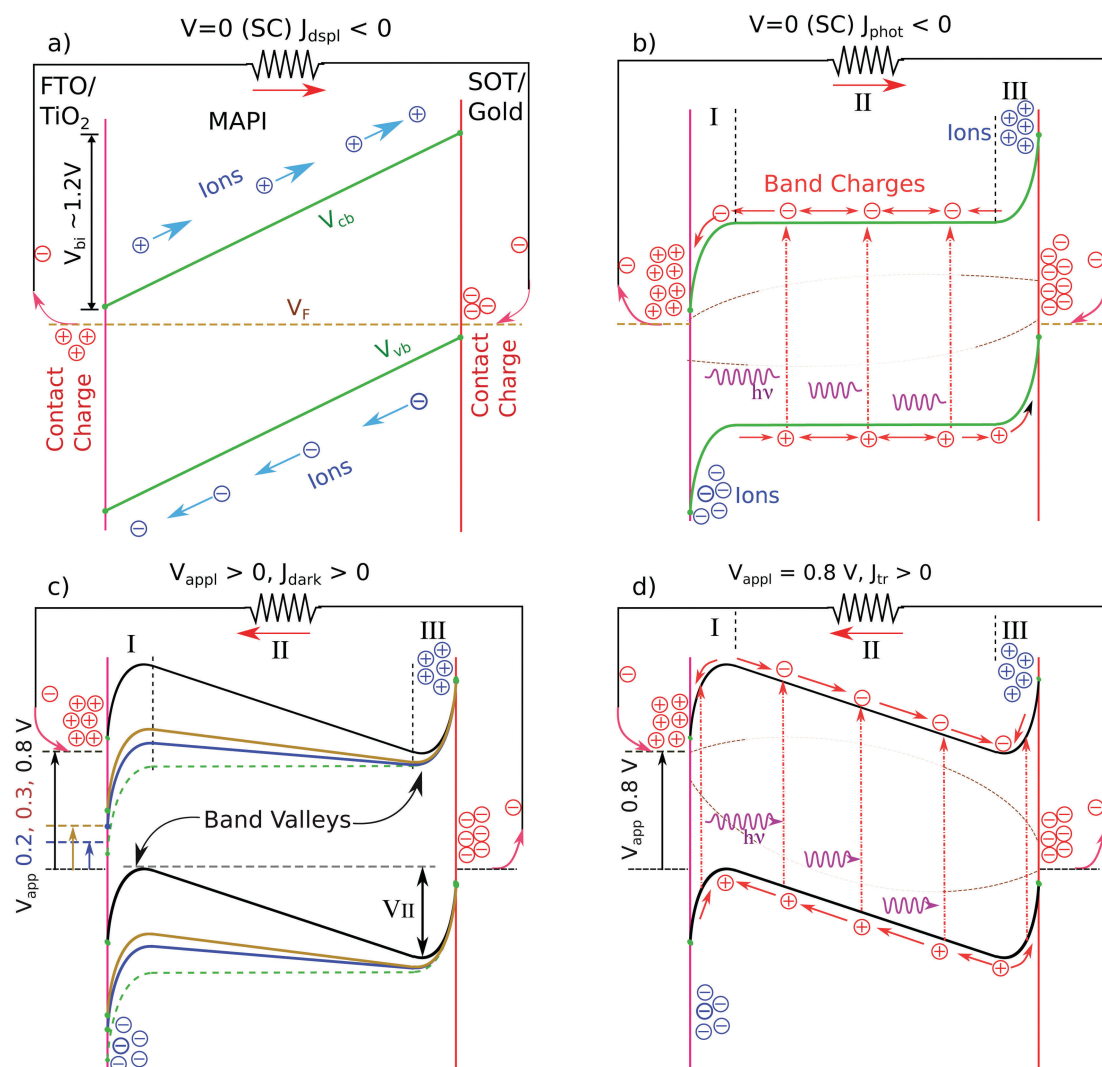 a)
V=0 (SC) J_dspl < 0
FTO/
TiO₂
SOT/
Gold
MAPI
V_bi ~1.2V
Ions
V_cb
V_F
V_vb
Contact
Charge
Contact
Charge
Ions
b)
V=0 (SC) J_phot < 0
I
II
III
Ions
Band Charges
hν
Ions
c)
V_appl > 0, J_dark > 0
I
II
III
V_app 0.2, 0.3, 0.8 V
Band Valleys
V_II
d)
V_appl = 0.8 V, J_tr > 0
I
II
III
V_app 0.8 V
hν